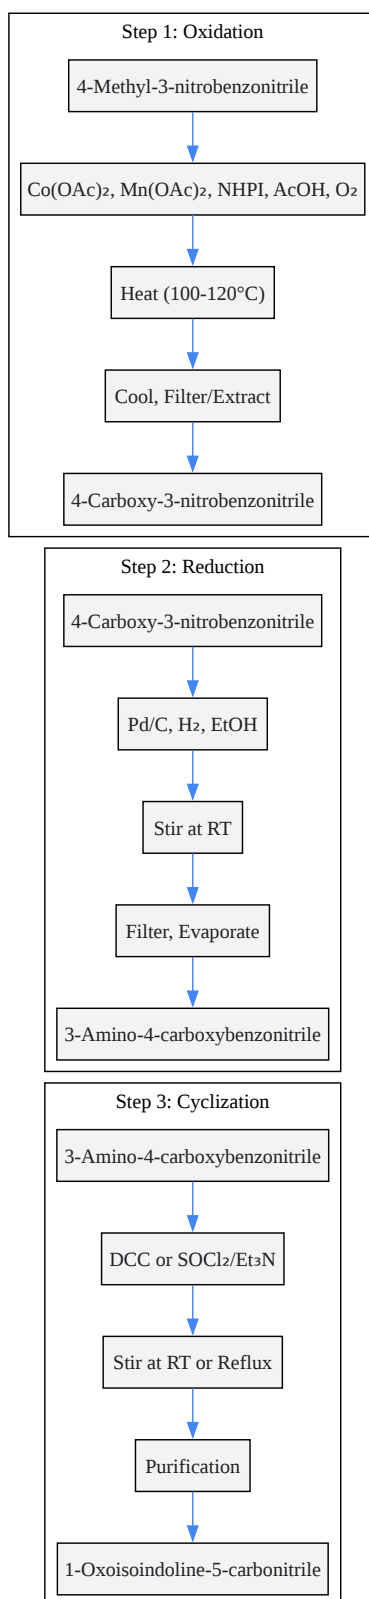 Step 1: Oxidation
4-Methyl-3-nitrobenzonitrile
Co(OAc)₂, Mn(OAc)₂, NHPI, AcOH, O₂
Heat (100-120°C)
Cool, Filter/Extract
4-Carboxy-3-nitrobenzonitrile
Step 2: Reduction
4-Carboxy-3-nitrobenzonitrile
Pd/C, H₂, EtOH
Stir at RT
Filter, Evaporate
3-Amino-4-carboxybenzonitrile
Step 3: Cyclization
3-Amino-4-carboxybenzonitrile
DCC or SOCl₂/Et₃N
Stir at RT or Reflux
Purification
1-Oxoisoindoline-5-carbonitrile